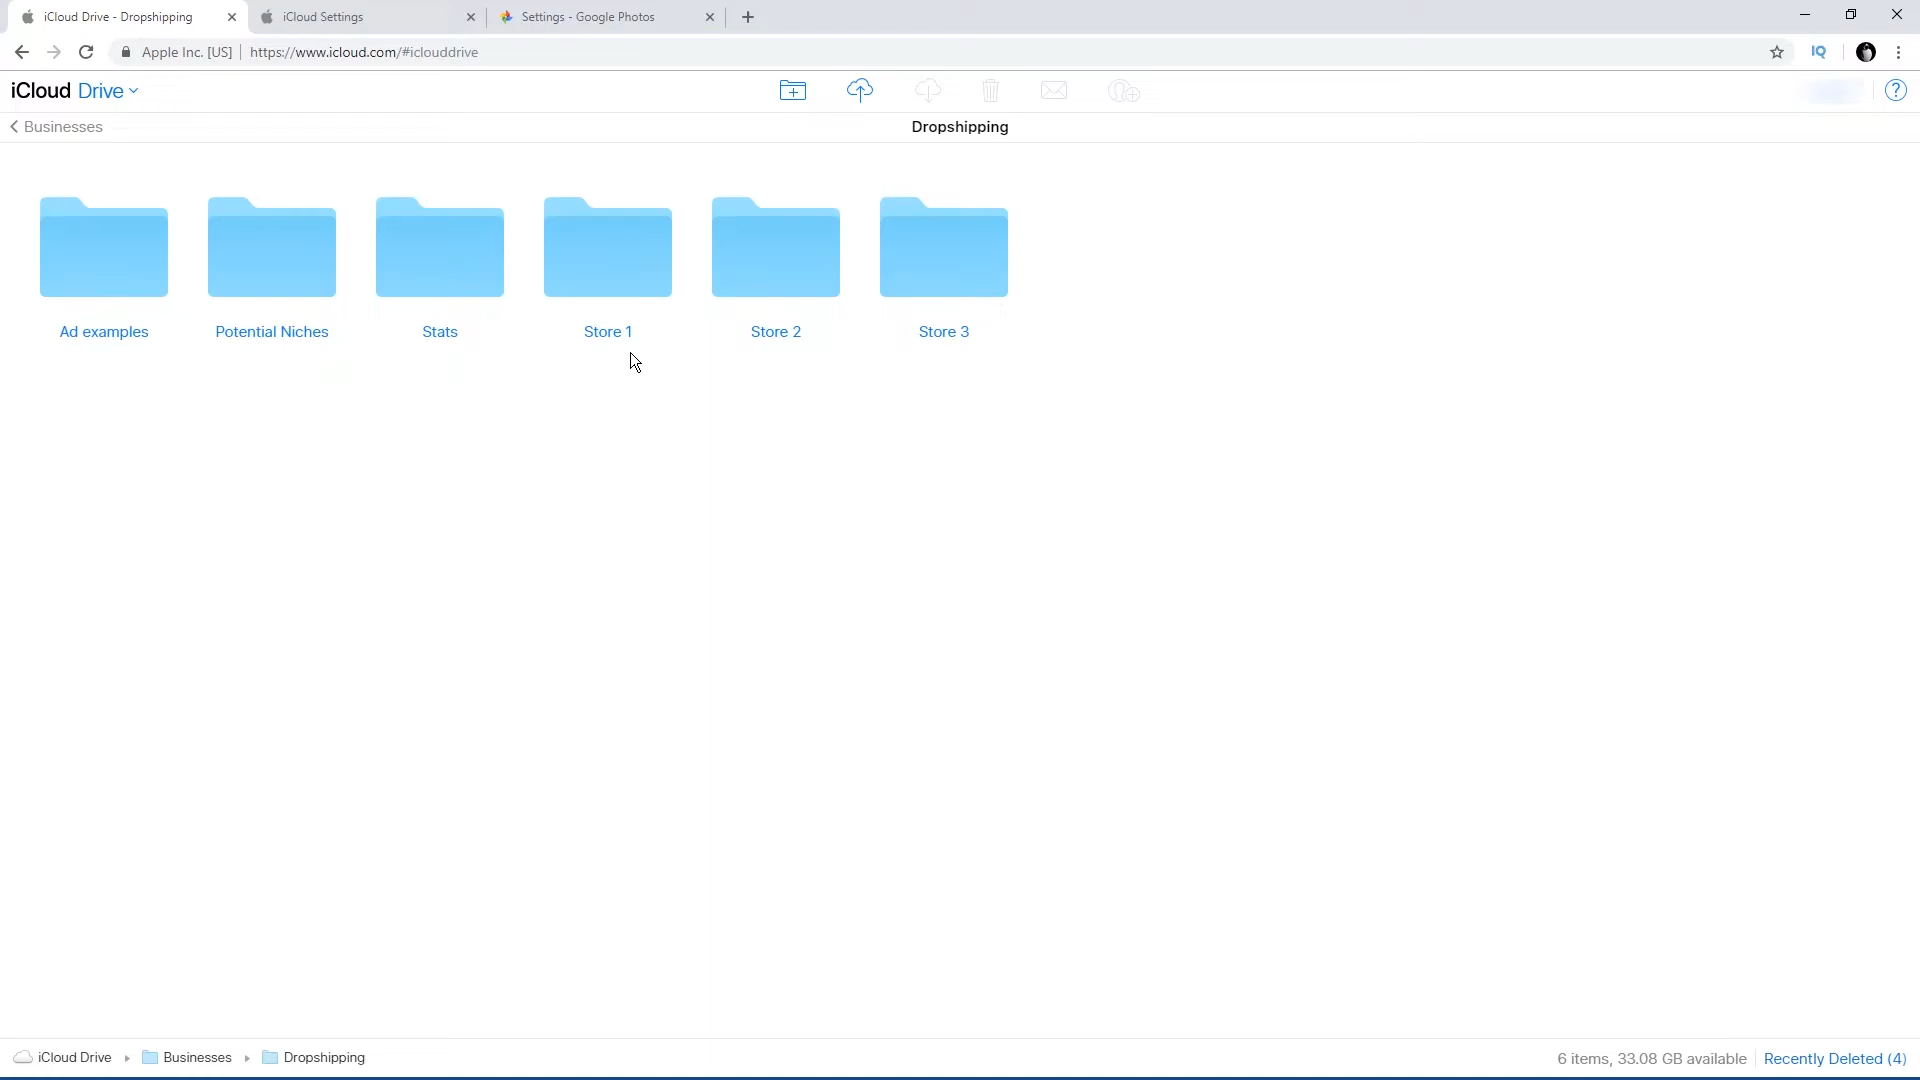 iCloud Drive - Dropshipping
iCloud Settings
Settings - Google Photos
Apple Inc. [US] | https://www.icloud.com/#iclouddrive
IQ
iCloud Drive
?
Businesses
Dropshipping
Ad examples
Potential Niches
Stats
Store 1
Store 2
Store 3
iCloud Drive
Businesses
Dropshipping
6 items, 33.08 GB available
Recently Deleted (4)